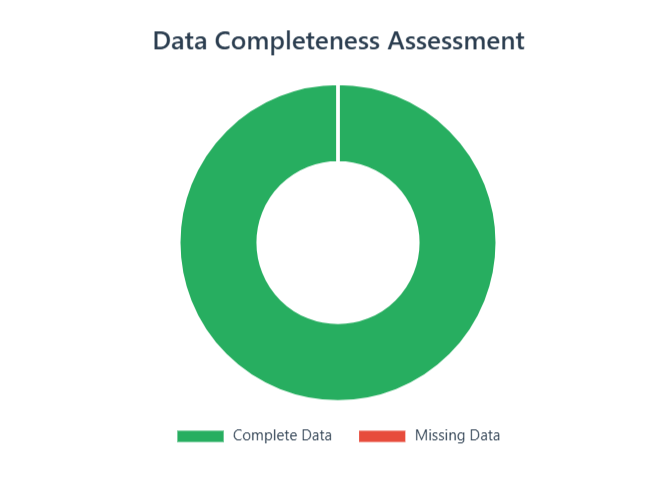 Data Completeness Assessment
Complete Data
Missing Data